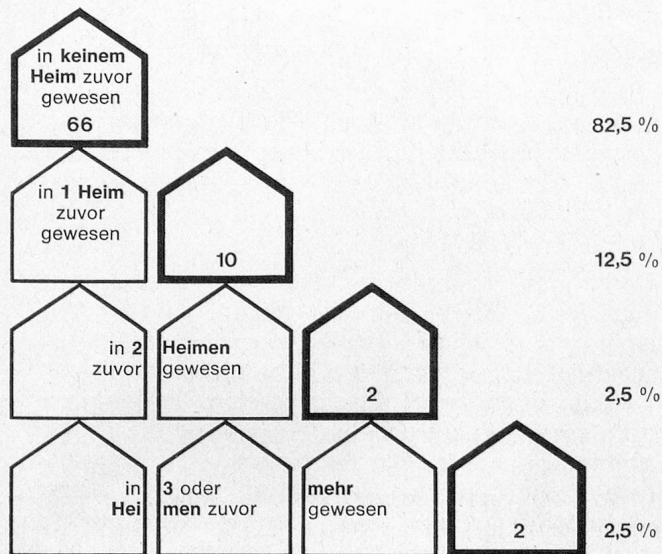 in keinem
Heim zuvor
gewesen
66
82,5 %
in 1 Heim
zuvor
gewesen
10
12,5 %
in 2 Heimen
zuvor gewesen
2
2,5 %
in 3 oder mehr
Hei men zuvor gewesen
2
2,5 %